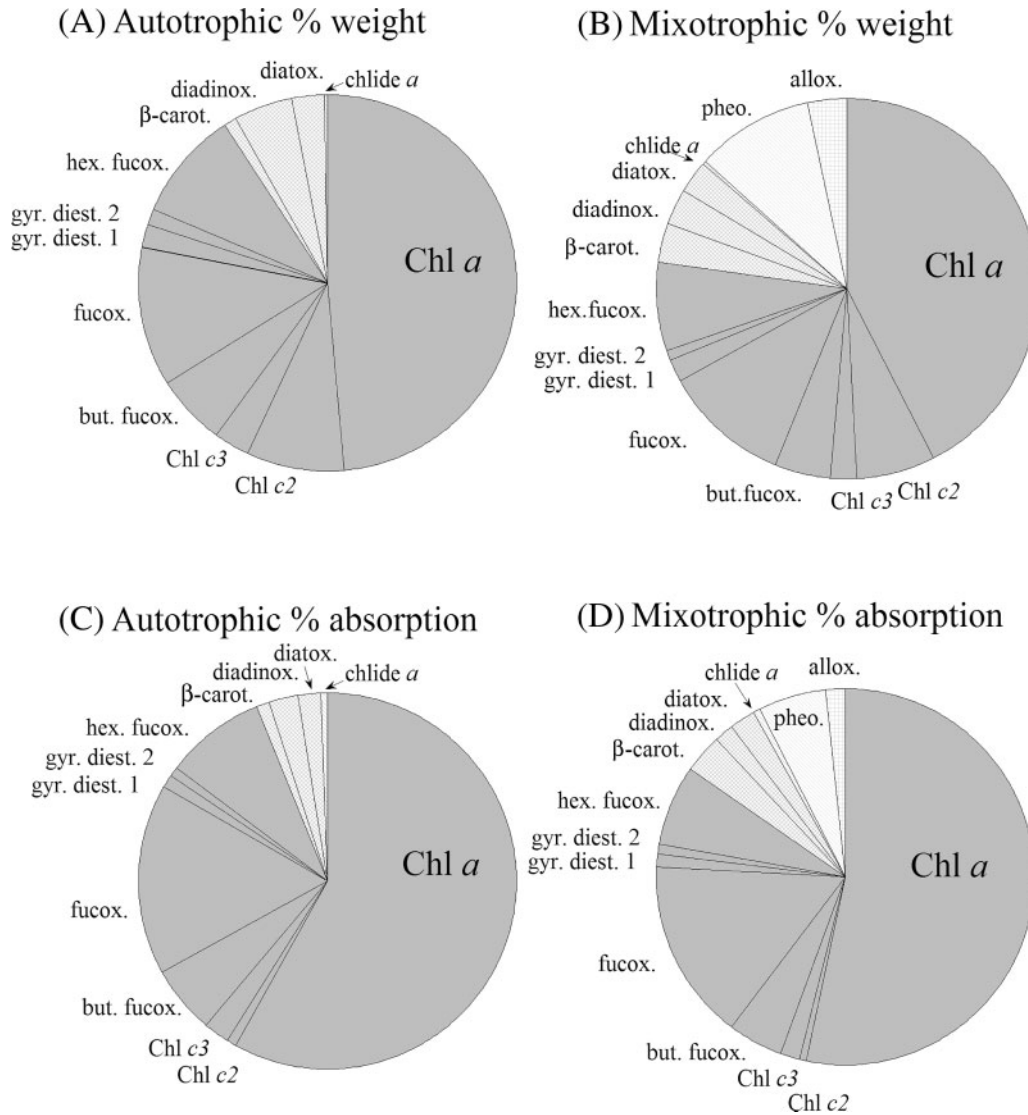 (A) Autotrophic % weight
diatox.
chlide a
diadinox.
β-carot.
hex. fucox.
gyr. diest. 2
gyr. diest. 1
fucox.
but. fucox.
Chl c3
Chl c2
Chl a
(B) Mixotrophic % weight
allox.
pheo.
chlide a
diatox.
diadinox.
β-carot.
hex.fucox.
gyr. diest. 2
gyr. diest. 1
fucox.
but.fucox.
Chl c3
Chl c2
Chl a
(C) Autotrophic % absorption
diatox.
chlide a
diadinox.
β-carot.
hex. fucox.
gyr. diest. 2
gyr. diest. 1
fucox.
but. fucox.
Chl c3
Chl c2
Chl a
(D) Mixotrophic % absorption
allox.
chlide a
pheo.
diatox.
diadinox.
β-carot.
hex. fucox.
gyr. diest. 2
gyr. diest. 1
fucox.
but. fucox.
Chl c3
Chl c2
Chl a